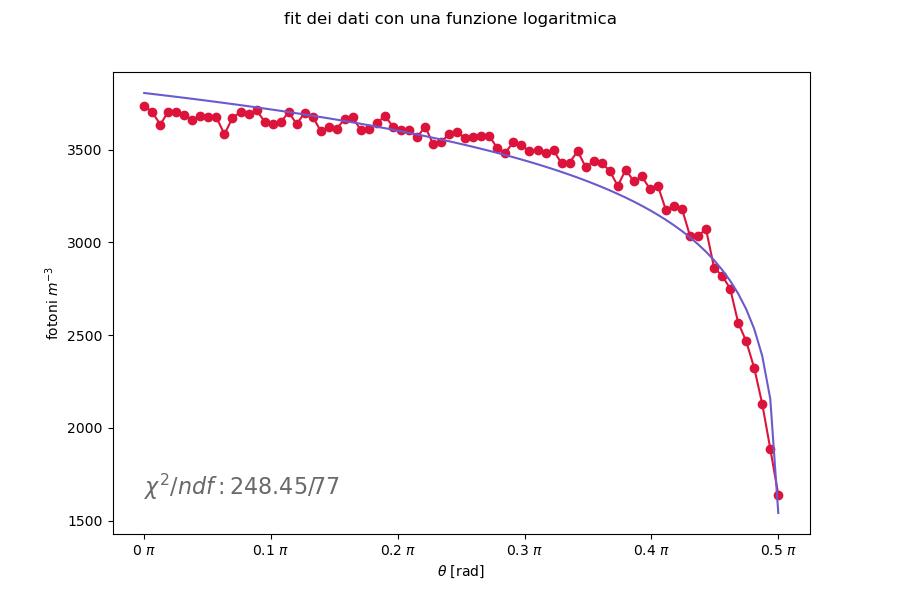 fit dei dati con una funzione logaritmica
3500
3000
2500
2000
1500
fotoni m⁻³
χ²/ndf : 248.45/77
0 π 0.1 π 0.2 π 0.3 π 0.4 π 0.5 π
θ [rad]